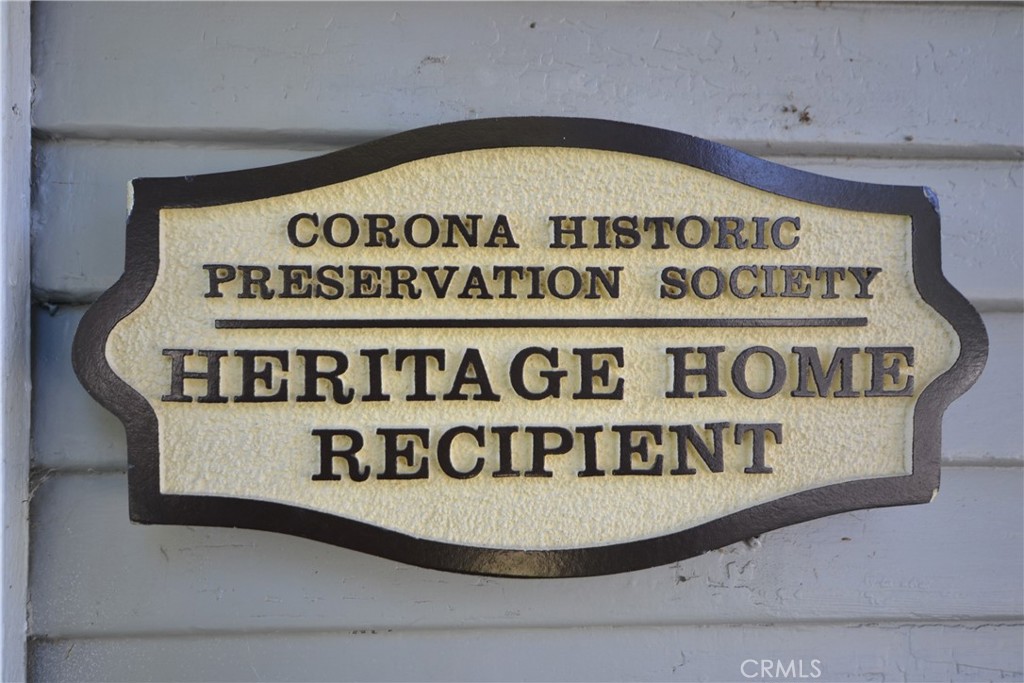 CORONA HISTORIC
PRESERVATION SOCIETY
HERITAGE HOME
RECIPIENT
CRMLS